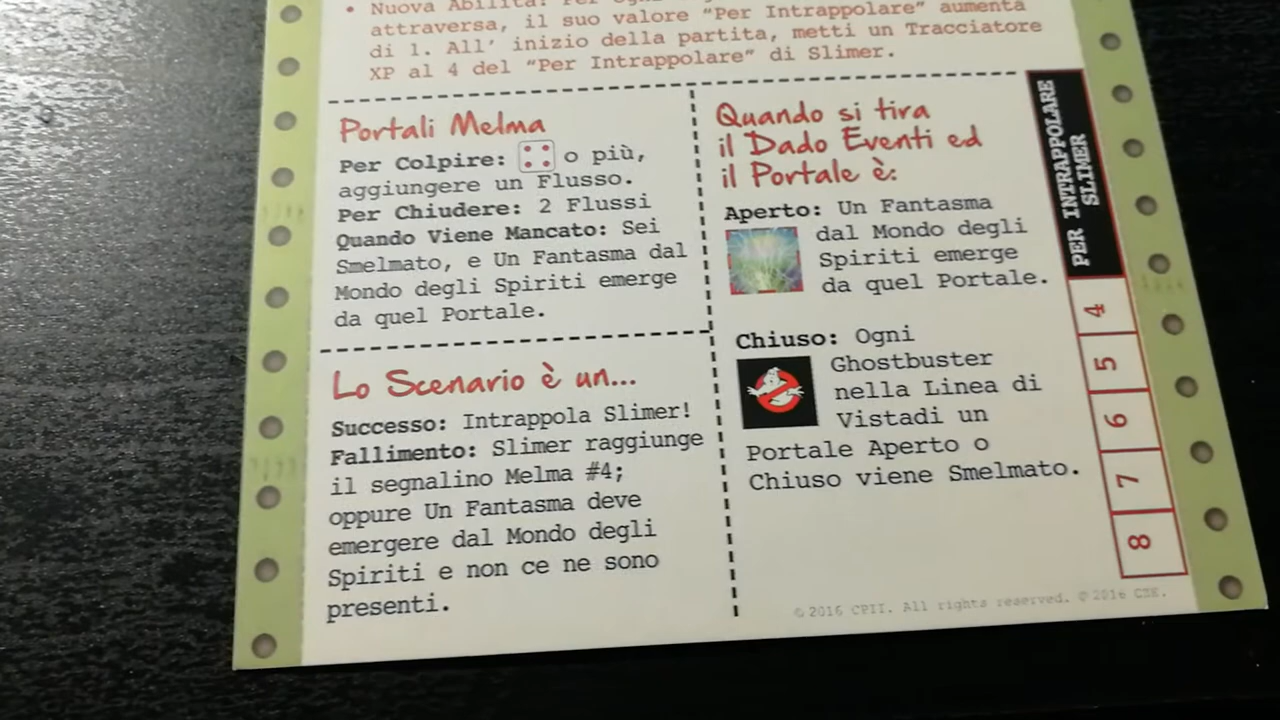 • Nuova Abilità: Per ogni
attraversa, il suo valore “Per Intrappolare” aumenta
di 1. All’ inizio della partita, metti un Tracciatore
XP al 4 del “Per Intrappolare” di Slimer.
Portali Melma
Per Colpire: o più,
aggiungere un Flusso.
Per Chiudere: 2 Flussi
Quando Viene Mancato: Sei
Smelmato, e Un Fantasma dal
Mondo degli Spiriti emerge
da quel Portale.
Lo Scenario è un...
Successo: Intrappola Slimer!
Fallimento: Slimer raggiunge
il segnalino Melma #4;
oppure Un Fantasma deve
emergere dal Mondo degli
Spiriti e non ce ne sono
presenti.
Quando si tira
il Dado Eventi ed
il Portale è:
Aperto: Un Fantasma
dal Mondo degli
Spiriti emerge
da quel Portale.
Chiuso: Ogni
Ghostbuster
nella Linea di
Vistadi un
Portale Aperto o
Chiuso viene Smelmato.
PER INTRAPPOLARE
SLIMER
4
5
6
7
8
© 2016 CPII. All rights reserved. © 2016 CZE.